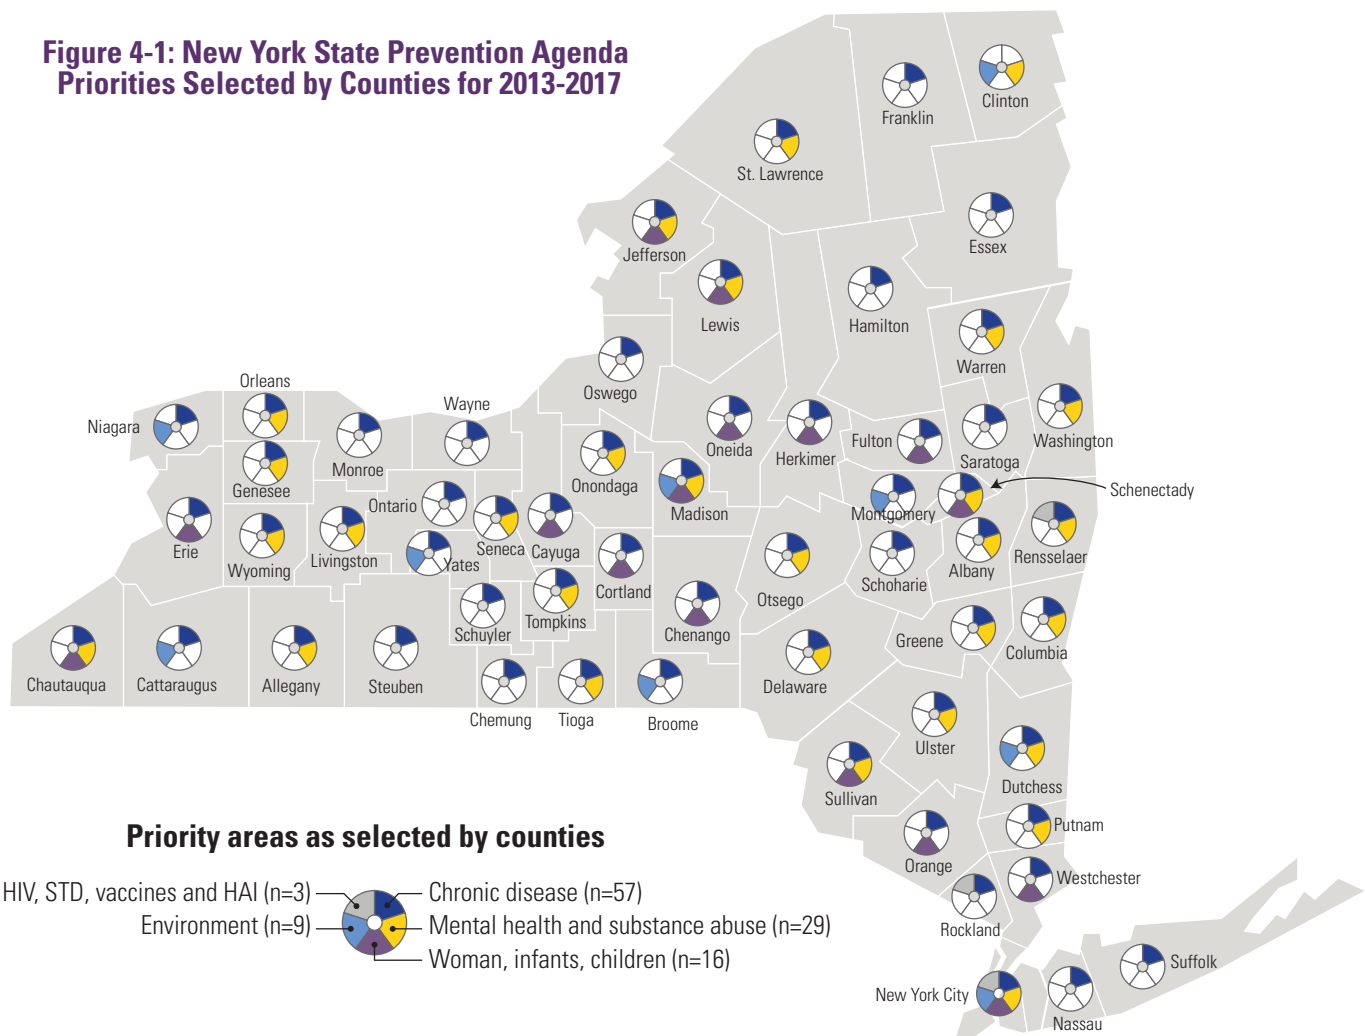 Figure 4-1: New York State Prevention Agenda
Priorities Selected by Counties for 2013-2017
Clinton
Franklin
St. Lawrence
Essex
Jefferson
Lewis
Hamilton
Warren
Oswego
Orleans
Wayne
Niagara
Monroe
Oneida
Herkimer
Fulton
Saratoga
Washington
Genesee
Onondaga
Madison
Ontario
Montgomery
Schenectady
Erie
Wyoming
Livingston
Yates
Seneca
Cayuga
Cortland
Otsego
Schoharie
Albany
Rensselaer
Schuyler
Tompkins
Chenango
Greene
Columbia
Chautauqua
Cattaraugus
Allegany
Steuben
Chemung
Tioga
Broome
Delaware
Ulster
Sullivan
Dutchess
Putnam
Orange
Westchester
Rockland
Suffolk
New York City
Nassau
Priority areas as selected by counties
HIV, STD, vaccines and HAI (n=3)
Chronic disease (n=57)
Environment (n=9)
Mental health and substance abuse (n=29)
Woman, infants, children (n=16)